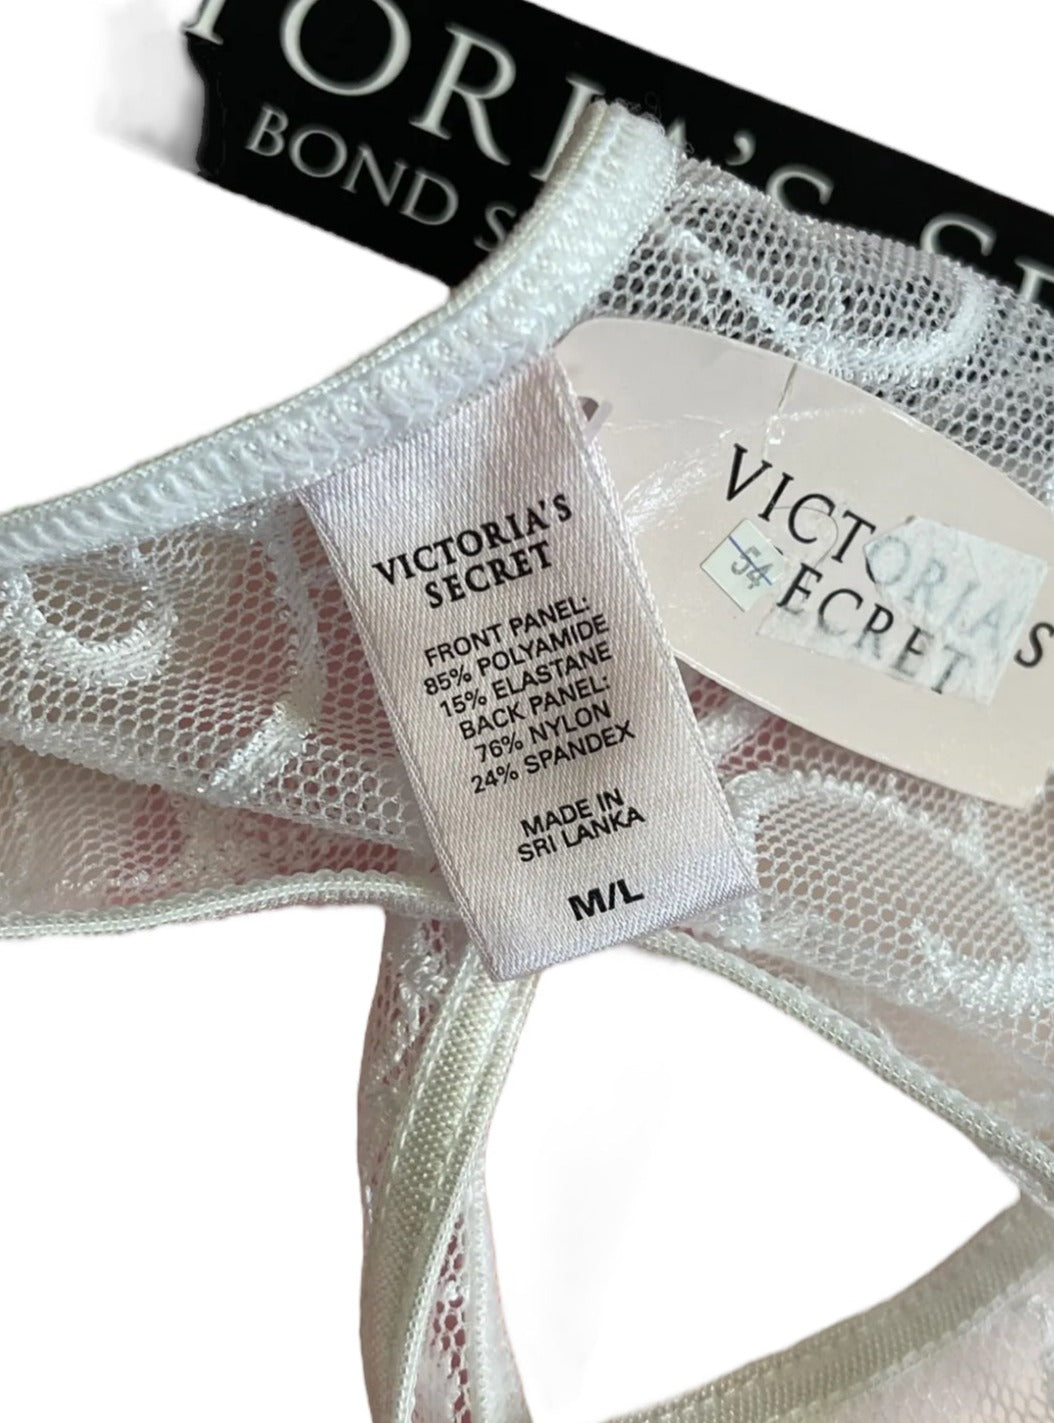 TORIA'S SE
BOND S
VICTORIA'S
SECRET
FRONT PANEL:
85% POLYAMIDE
15% ELASTANE
BACK PANEL:
76% NYLON
24% SPANDEX
MADE IN
SRI LANKA
M/L
VICTORIA'S
SECRET
54